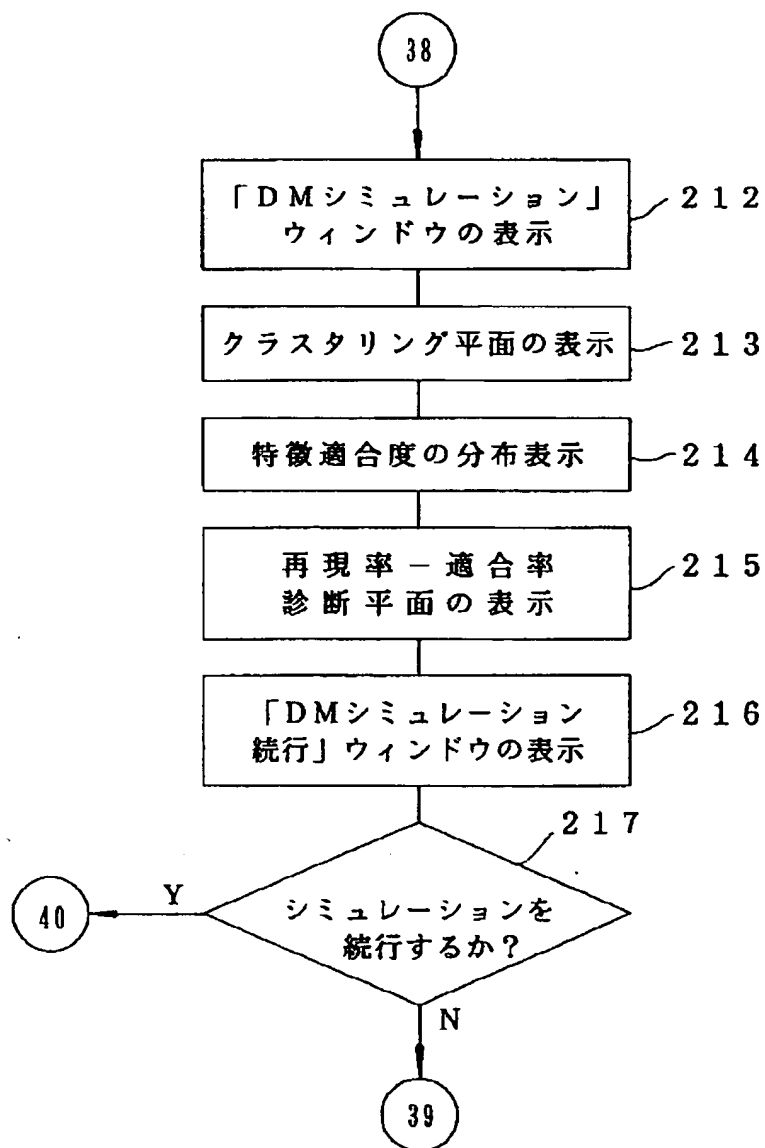 38
「DMシミュレーション」
ウィンドウの表示
212
クラスタリング平面の表示
213
特徴適合度の分布表示
214
再現率－適合率
診断平面の表示
215
「DMシミュレーション
続行」ウィンドウの表示
216
217
シミュレーションを
続行するか？
Y
40
N
39